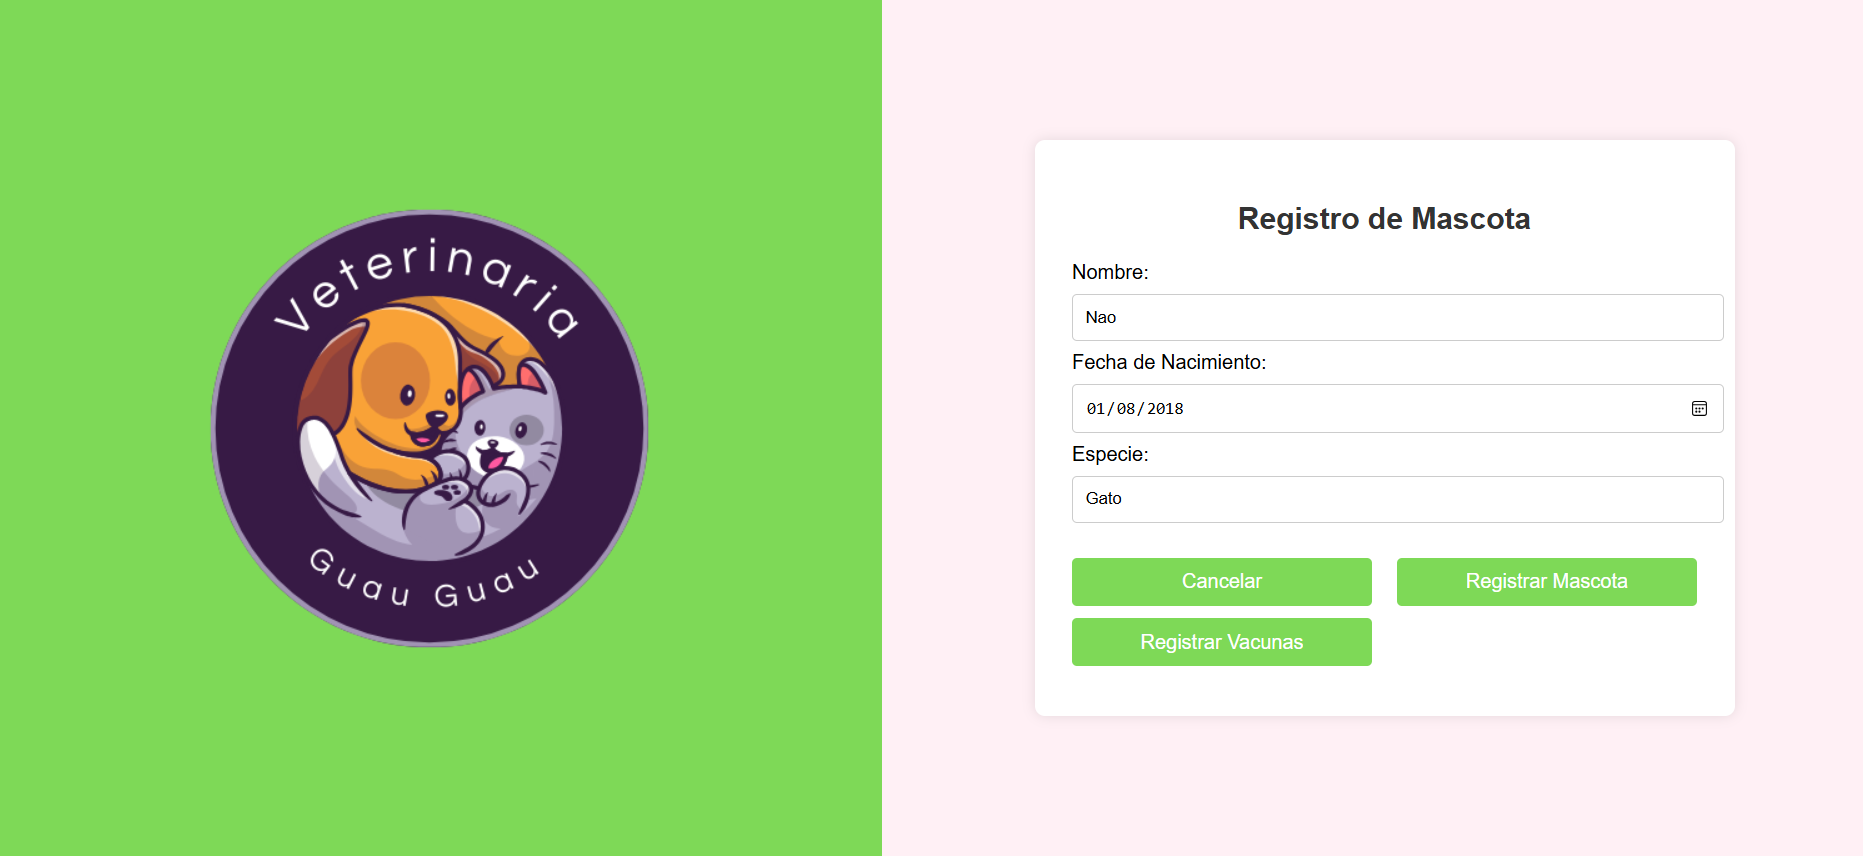 Veterinaria
Guau Guau
Registro de Mascota
Nombre:
Nao
Fecha de Nacimiento:
01/08/2018
Especie:
Gato
Cancelar
Registrar Mascota
Registrar Vacunas